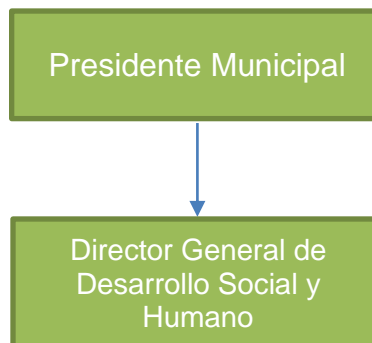 Presidente Municipal
Director General de
Desarrollo Social y
Humano